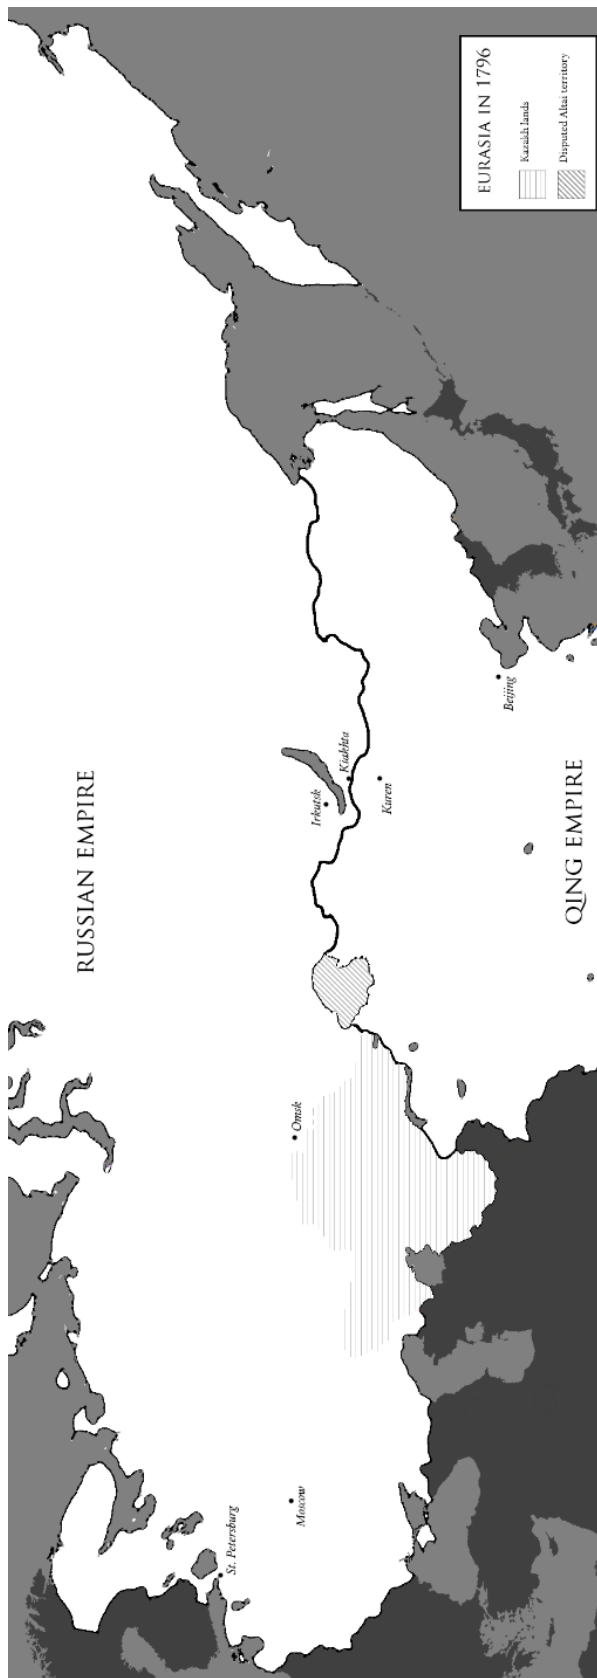 EURASIA IN 1796
Kazakh lands
Disputed Altai territory
RUSSIAN EMPIRE
QING EMPIRE
St. Petersburg
Moscow
Omsk
Irkutsk
Kiakhta
Kuren
Beijing